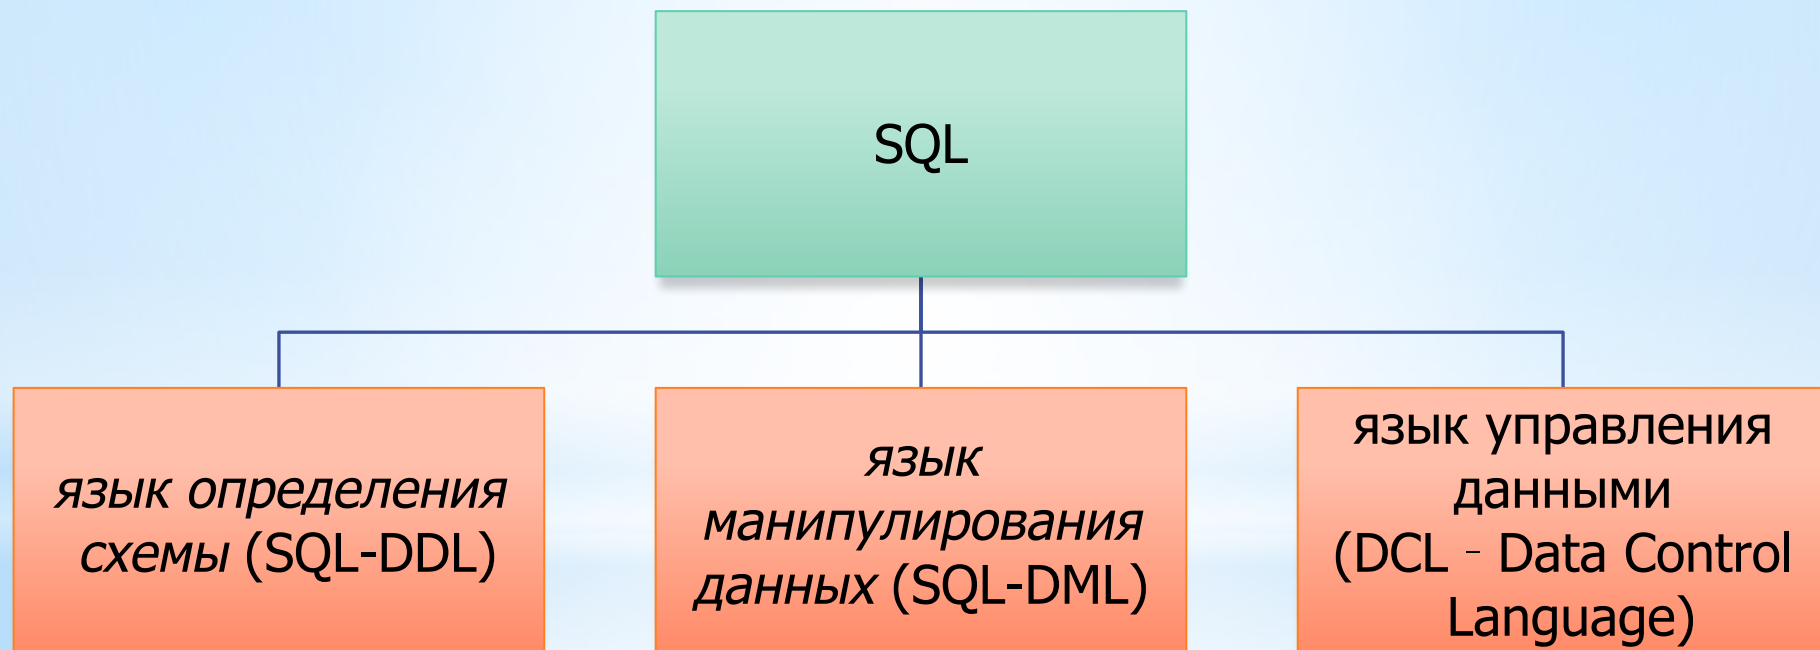 SQL
язык определения
схемы (SQL-DDL)
язык
манипулирования
данных (SQL-DML)
язык управления
данными
(DCL – Data Control
Language)